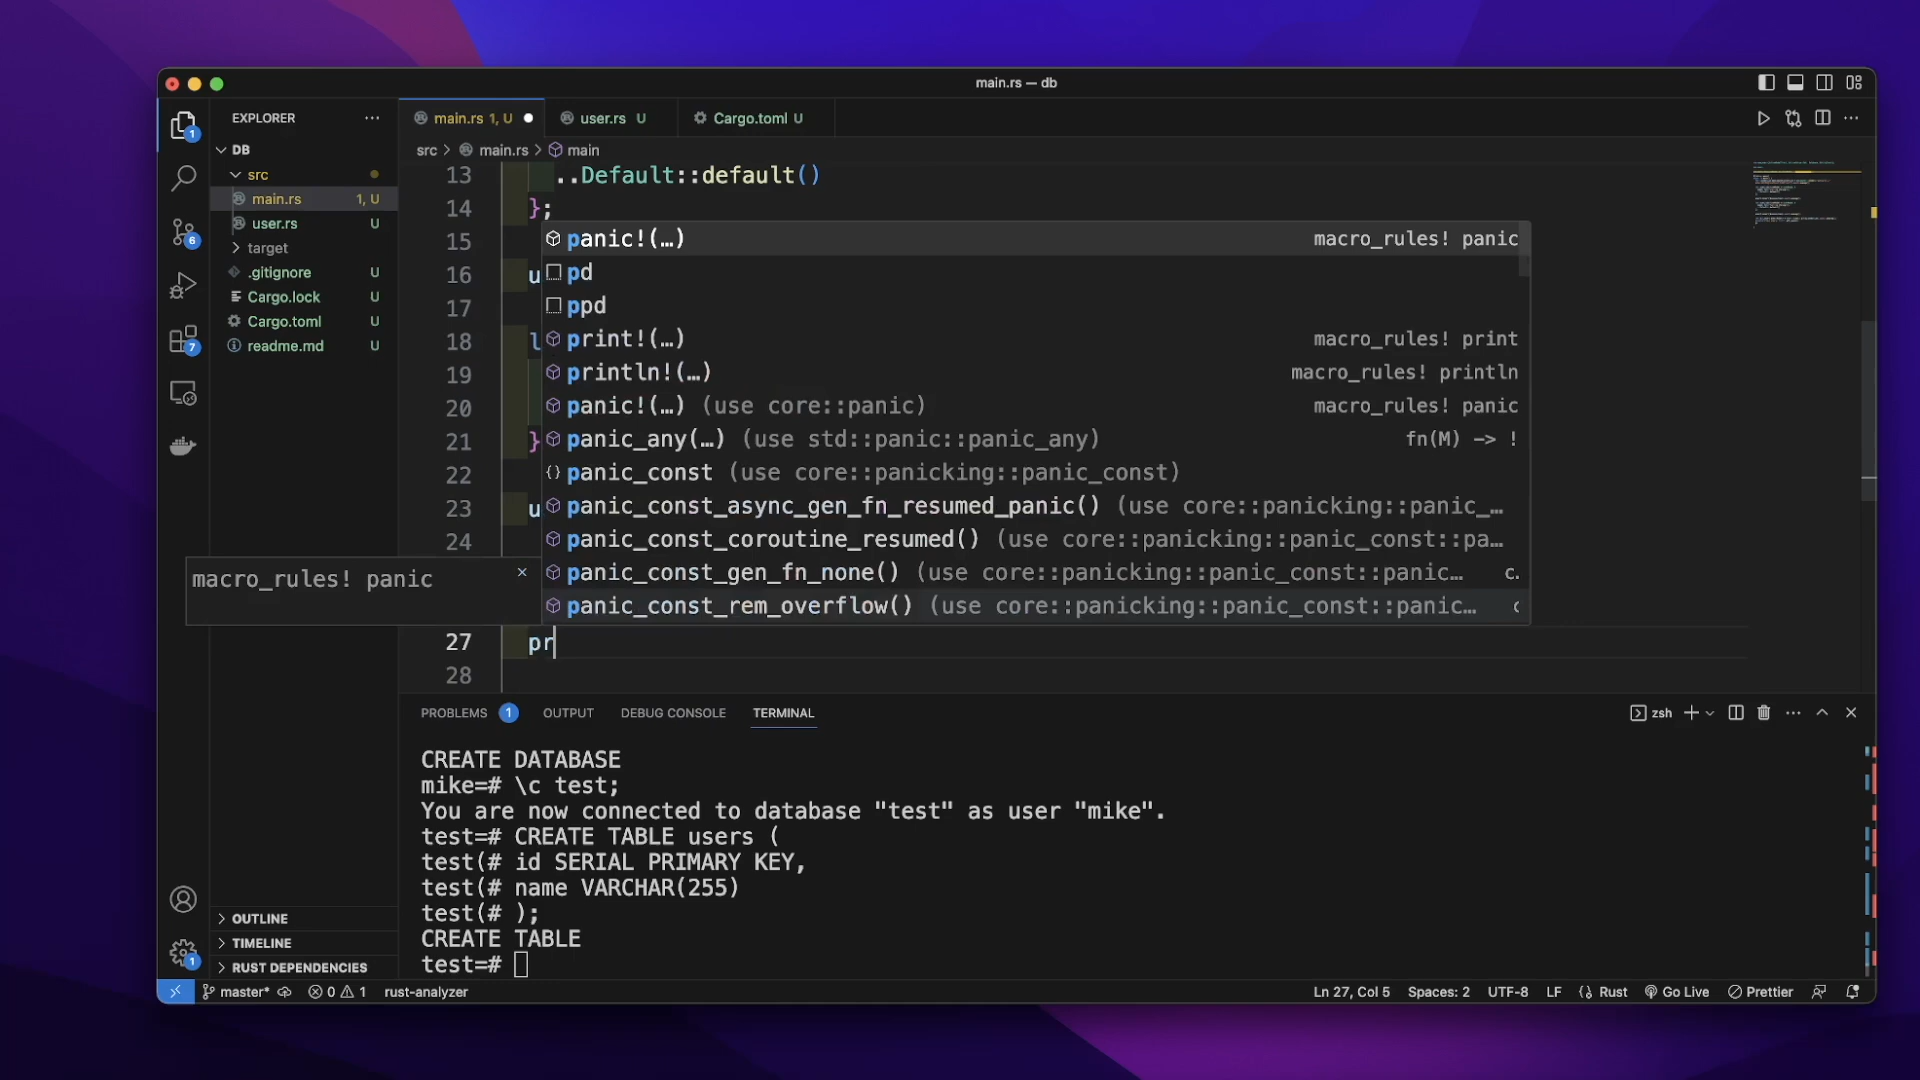 main.rs — db
EXPLORER
DB
src
main.rs 1, U
user.rs U
target
.gitignore U
Cargo.lock U
Cargo.toml U
readme.md U
OUTLINE
TIMELINE
RUST DEPENDENCIES
1
6
7
1
main.rs 1, U
user.rs U
Cargo.toml U
src > main.rs > main
13 ..Default::default()
14 };
15
16 u
17
18 l
19
20
21 }
22
23 u
24
27 pr
28
panic!(…) macro_rules! panic
pd
ppd
print!(…) macro_rules! print
println!(…) macro_rules! println
panic!(…) (use core::panic) macro_rules! panic
panic_any(…) (use std::panic::panic_any) fn(M) -> !
panic_const (use core::panicking::panic_const)
panic_const_async_gen_fn_resumed_panic() (use core::panicking::panic_…
panic_const_coroutine_resumed() (use core::panicking::panic_const::pa…
panic_const_gen_fn_none() (use core::panicking::panic_const::panic… c.
panic_const_rem_overflow() (use core::panicking::panic_const::panic…
macro_rules! panic
PROBLEMS 1 OUTPUT DEBUG CONSOLE TERMINAL
zsh
CREATE DATABASE
mike=# \c test;
You are now connected to database "test" as user "mike".
test=# CREATE TABLE users (
test(# id SERIAL PRIMARY KEY,
test(# name VARCHAR(255)
test(# );
CREATE TABLE
test=#
master* 0 1 rust-analyzer
Ln 27, Col 5 Spaces: 2 UTF-8 LF Rust Go Live Prettier